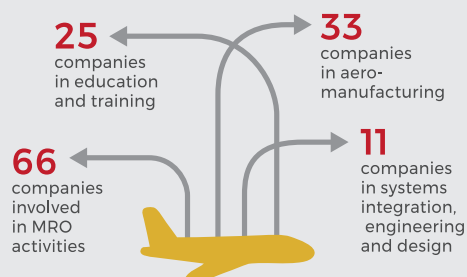 25
companies
in education
and training
33
companies
in aero-
manufacturing
66
companies
involved
in MRO
activities
11
companies
in systems
integration,
engineering
and design